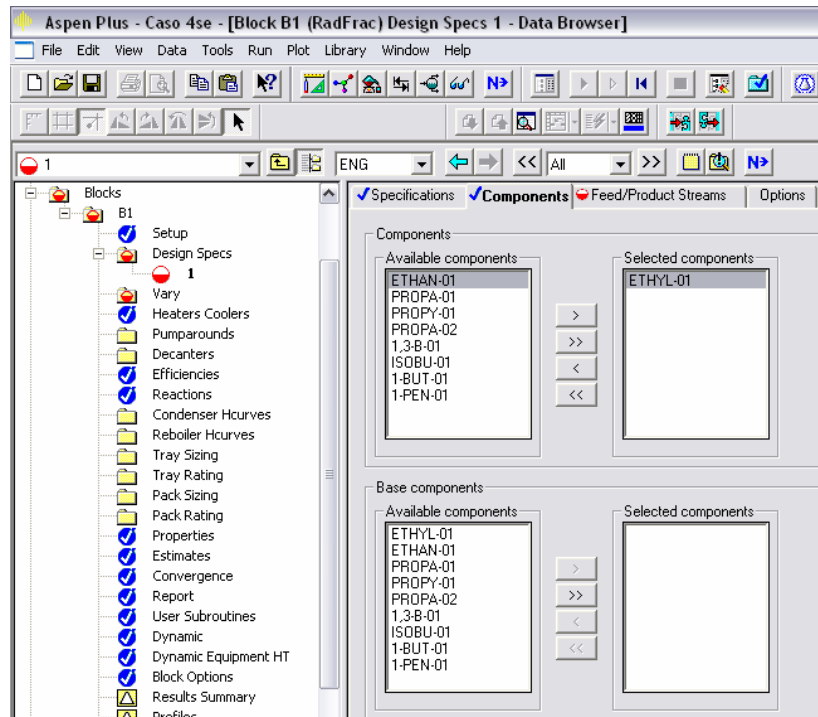 Aspen Plus - Caso 4se - [Block B1 (RadFrac) Design Specs 1 - Data Browser]
File Edit View Data Tools Run Plot Library Window Help
N>
1 ENG All << >> N>
Blocks
B1
Setup
Design Specs
1
Vary
Heaters Coolers
Pumparounds
Decanters
Efficiencies
Reactions
Condenser Hcurves
Reboiler Hcurves
Tray Sizing
Tray Rating
Pack Sizing
Pack Rating
Properties
Estimates
Convergence
Report
User Subroutines
Dynamic
Dynamic Equipment HT
Block Options
Results Summary
Profiles
Specifications Components Feed/Product Streams Options
Components
Available components
ETHAN-01
PROPA-01
PROPY-01
PROPA-02
1,3-B-01
ISOBU-01
1-BUT-01
1-PEN-01
>
>>
<
<<
Selected components
ETHYL-01
Base components
Available components
ETHYL-01
ETHAN-01
PROPA-01
PROPY-01
PROPA-02
1,3-B-01
ISOBU-01
1-BUT-01
1-PEN-01
>
>>
<
<<
Selected components